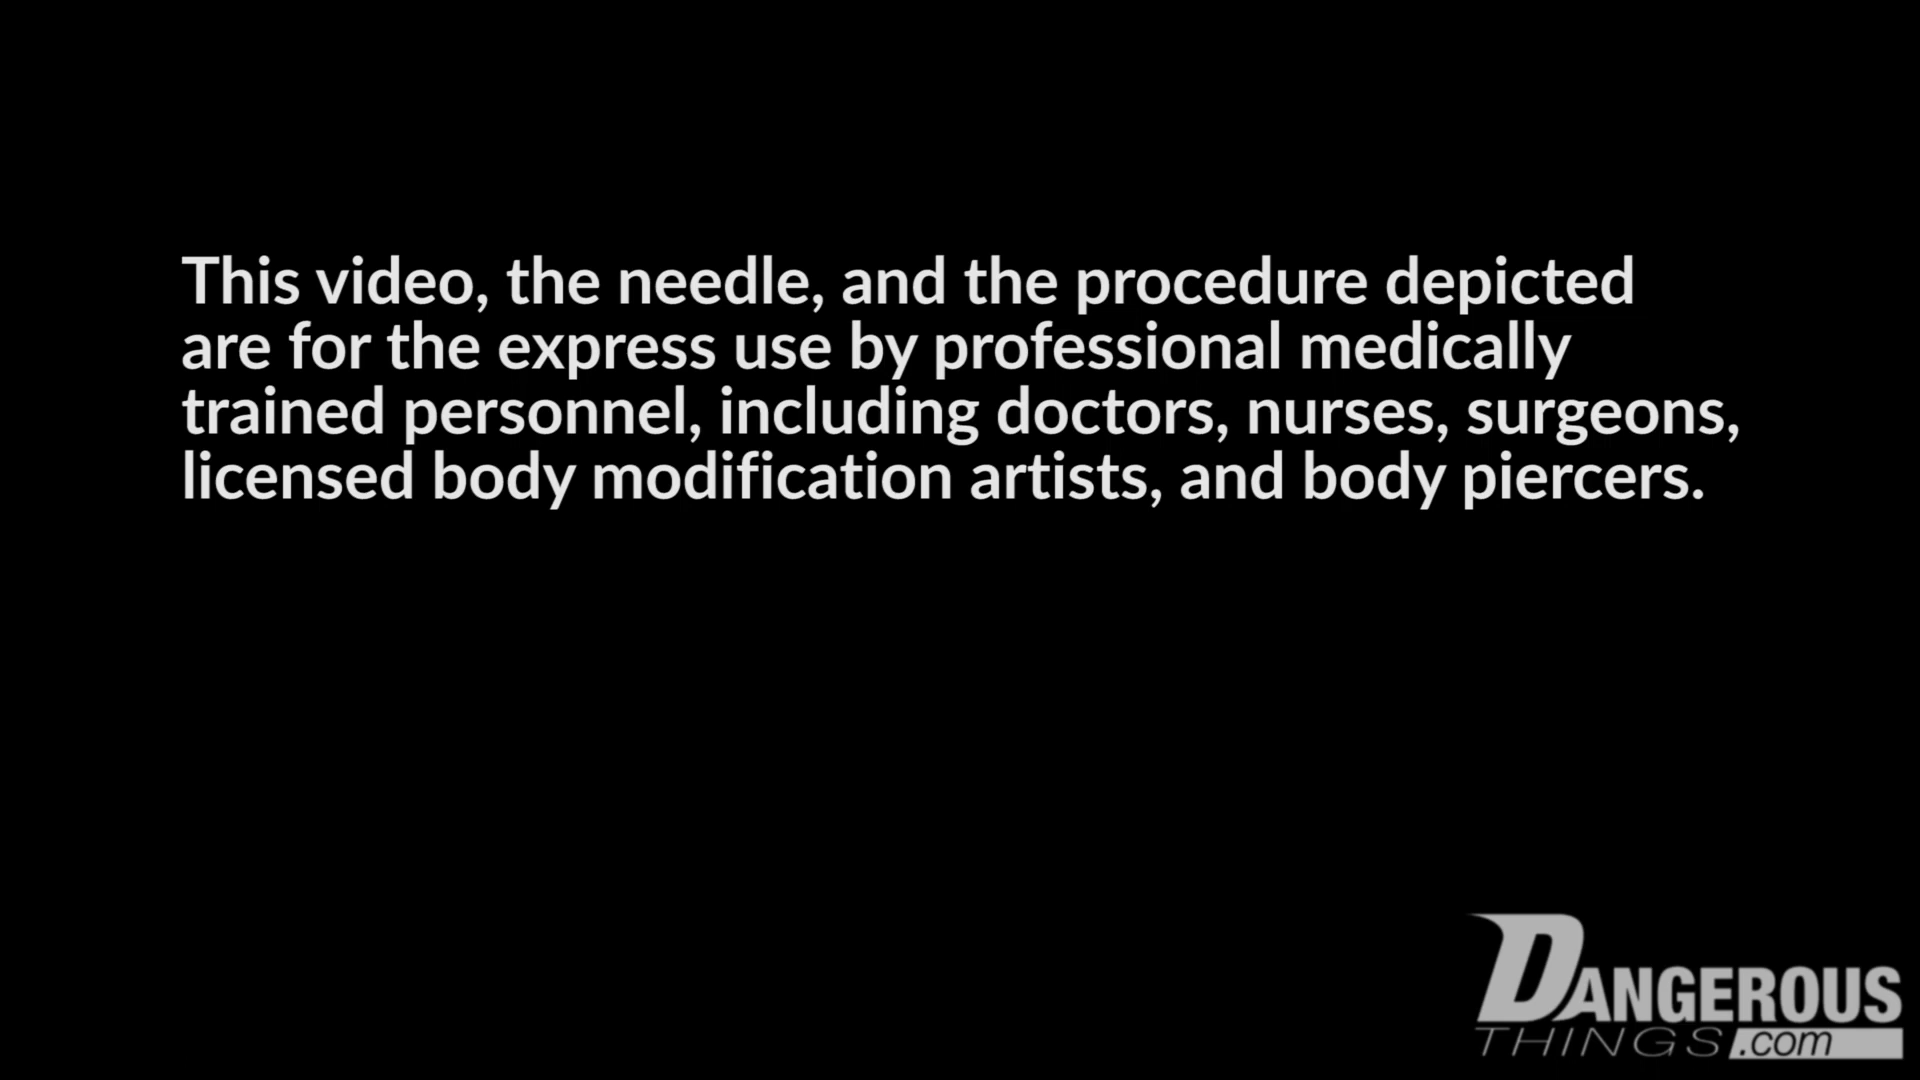 This video, the needle, and the procedure depicted
are for the express use by professional medically
trained personnel, including doctors, nurses, surgeons,
licensed body modification artists, and body piercers.
DANGEROUS
THINGS.com